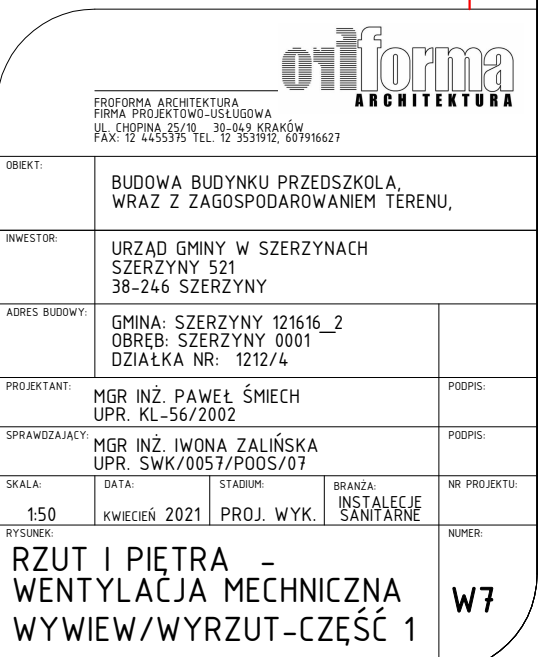 orilforma
ARCHITEKTURA
FROFORMA ARCHITEKTURA
FIRMA PROJEKTOWO-USŁUGOWA
UL. CHOPINA 25/10 30-049 KRAKÓW
FAX: 12 4455375 TEL. 12 3531912, 607916627
OBIEKT:
BUDOWA BUDYNKU PRZEDSZKOLA,
WRAZ Z ZAGOSPODAROWANIEM TERENU,
INWESTOR:
URZĄD GMINY W SZERZYNACH
SZERZYNY 521
38-246 SZERZYNY
ADRES BUDOWY:
GMINA: SZERZYNY 121616_2
OBRĘB: SZERZYNY 0001
DZIAŁKA NR: 1212/4
PROJEKTANT:
MGR INŻ. PAWEŁ ŚMIECH
UPR. KL-56/2002
PODPIS:
SPRAWDZAJĄCY:
MGR INŻ. IWONA ZALIŃSKA
UPR. SWK/0057/POOS/07
PODPIS:
SKALA:
1:50
DATA:
KWIECIEŃ 2021
STADIUM:
PROJ. WYK.
BRANŻA:
INSTALECJE
SANITARNE
NR PROJEKTU:
RYSUNEK:
RZUT I PIĘTRA -
WENTYLACJA MECHNICZNA
WYWIEW/WYRZUT-CZĘŚĆ 1
NUMER:
W7